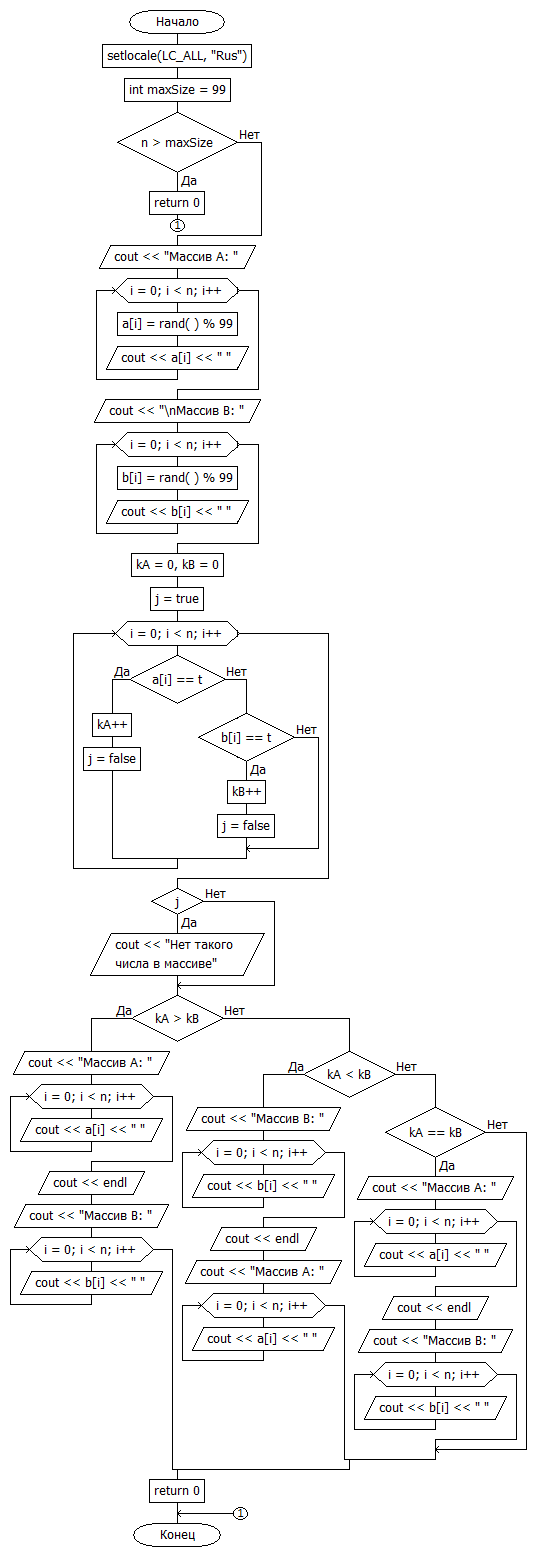 Начало
setlocale(LC_ALL, "Rus")
int maxSize = 99
n > maxSize
Нет
Да
return 0
1
cout << "Массив A: "
i = 0; i < n; i++
a[i] = rand( ) % 99
cout << a[i] << " "
cout << "\nМассив B: "
i = 0; i < n; i++
b[i] = rand( ) % 99
cout << b[i] << " "
kA = 0, kB = 0
j = true
i = 0; i < n; i++
Да
a[i] == t
Нет
kA++
j = false
b[i] == t
Нет
Да
kB++
j = false
j
Нет
Да
cout << "Нет такого
числа в массиве"
Да
kA > kB
Нет
cout << "Массив A: "
i = 0; i < n; i++
cout << a[i] << " "
cout << endl
cout << "Массив B: "
i = 0; i < n; i++
cout << b[i] << " "
Да
kA < kB
Нет
cout << "Массив B: "
i = 0; i < n; i++
cout << b[i] << " "
cout << endl
cout << "Массив A: "
i = 0; i < n; i++
cout << a[i] << " "
kA == kB
Нет
Да
cout << "Массив A: "
i = 0; i < n; i++
cout << a[i] << " "
cout << endl
cout << "Массив B: "
i = 0; i < n; i++
cout << b[i] << " "
return 0
1
Конец